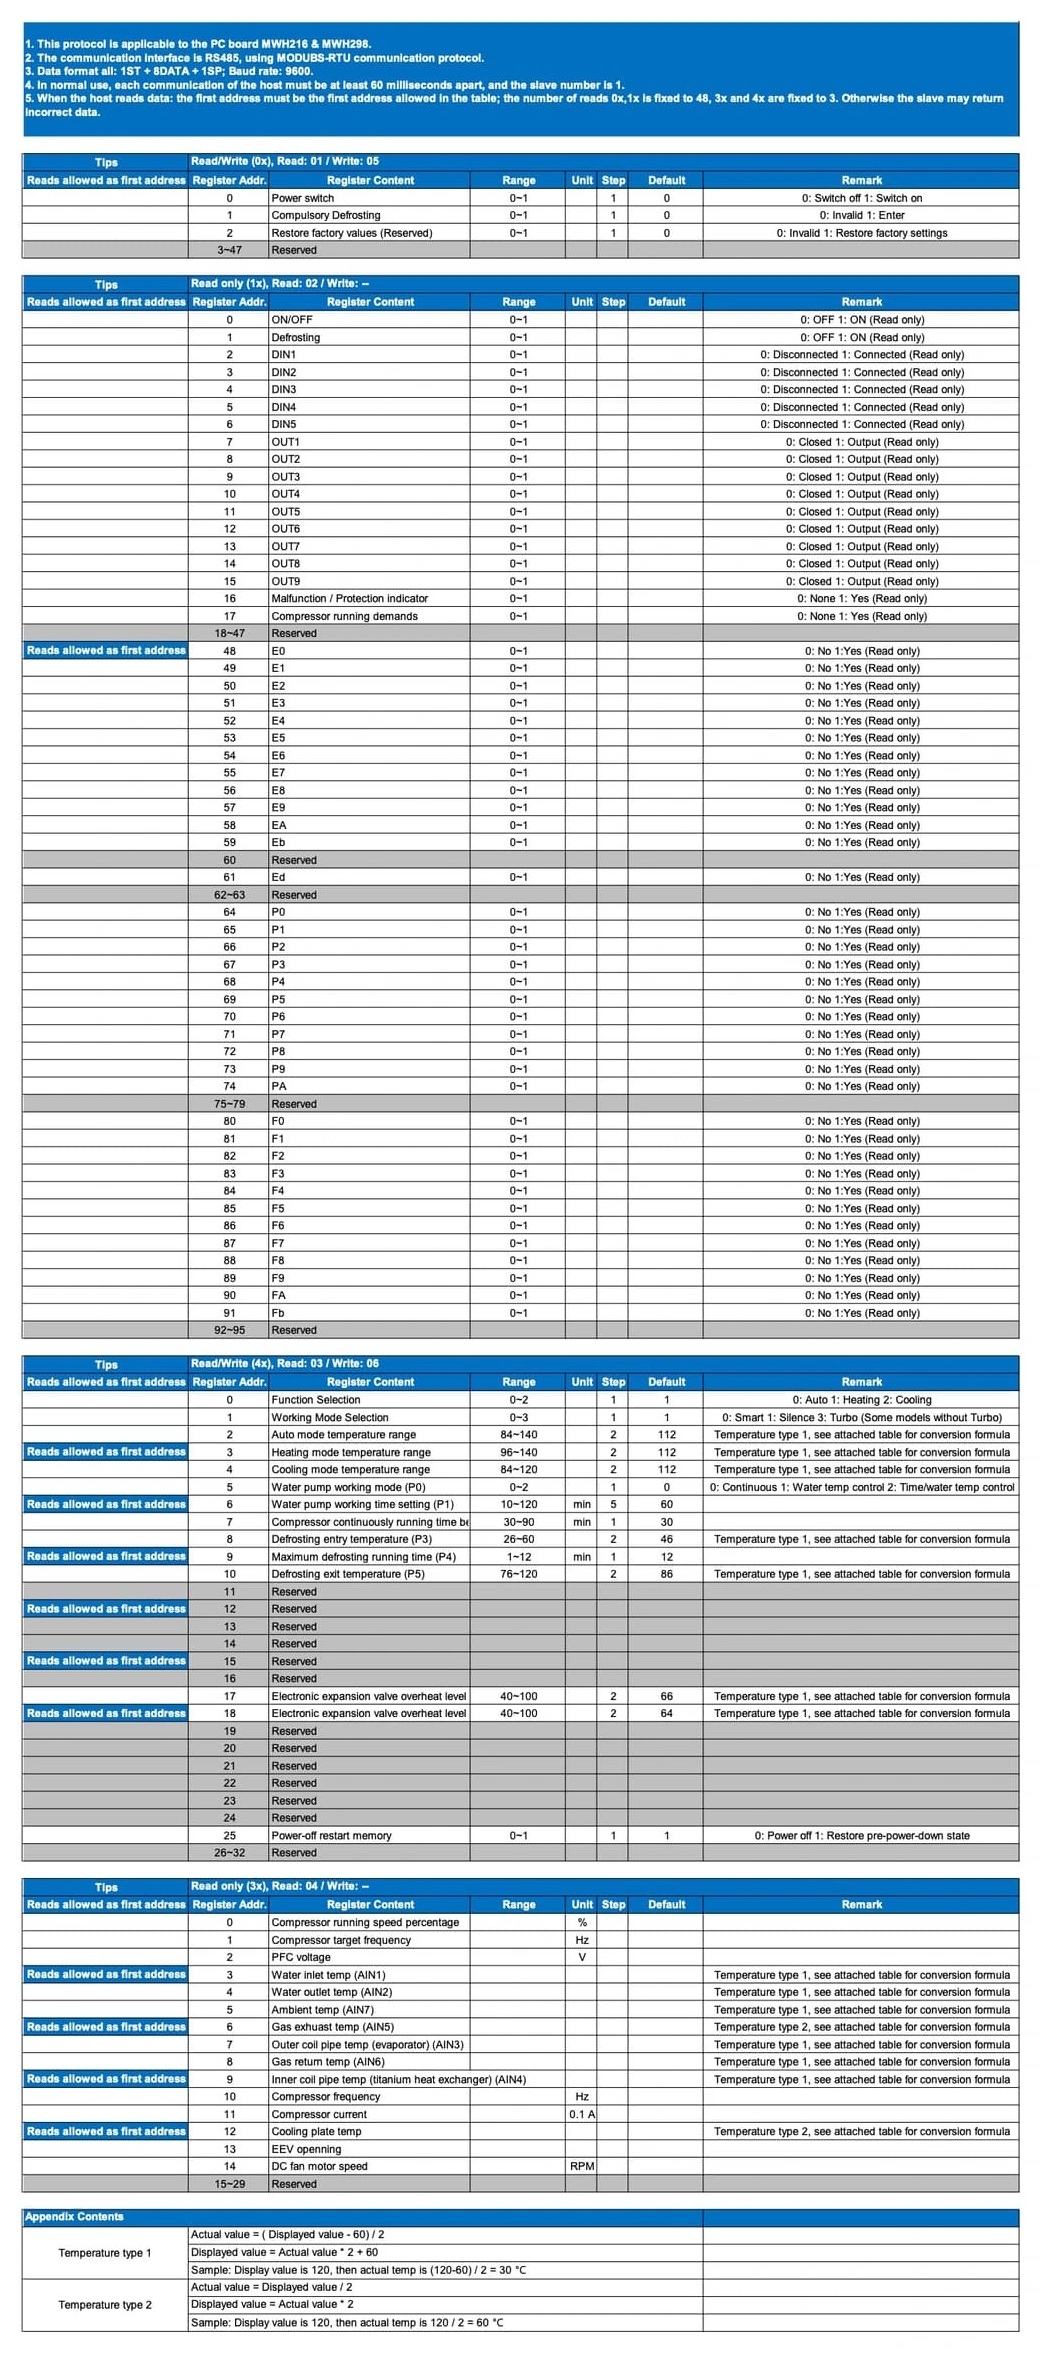 1. This protocol is applicable to the PC board MWH216 & MWH298.
2. The communication interface is RS485, using MODUBS-RTU communication protocol.
3. Data format all: 1ST + 8DATA + 1SP; Baud rate: 9600.
4. In normal use, each communication of the host must be at least 60 milliseconds apart, and the slave number is 1.
5. When the host reads data: the first address must be the first address allowed in the table; the number of reads 0x,1x is fixed to 48, 3x and 4x are fixed to 3. Otherwise the slave may return
incorrect data.
Tips Read/Write (0x), Read: 01 / Write: 05
Reads allowed as first address Register Addr. Register Content Range Unit Step Default Remark
0 Power switch 0~1 1 0 0: Switch off 1: Switch on
1 Compulsory Defrosting 0~1 1 0 0: Invalid 1: Enter
2 Restore factory values (Reserved) 0~1 1 0 0: Invalid 1: Restore factory settings
3~47 Reserved
Tips Read only (1x), Read: 02 / Write: --
Reads allowed as first address Register Addr. Register Content Range Unit Step Default Remark
0 ON/OFF 0~1 0: OFF 1: ON (Read only)
1 Defrosting 0~1 0: OFF 1: ON (Read only)
2 DIN1 0~1 0: Disconnected 1: Connected (Read only)
3 DIN2 0~1 0: Disconnected 1: Connected (Read only)
4 DIN3 0~1 0: Disconnected 1: Connected (Read only)
5 DIN4 0~1 0: Disconnected 1: Connected (Read only)
6 DIN5 0~1 0: Disconnected 1: Connected (Read only)
7 OUT1 0~1 0: Closed 1: Output (Read only)
8 OUT2 0~1 0: Closed 1: Output (Read only)
9 OUT3 0~1 0: Closed 1: Output (Read only)
10 OUT4 0~1 0: Closed 1: Output (Read only)
11 OUT5 0~1 0: Closed 1: Output (Read only)
12 OUT6 0~1 0: Closed 1: Output (Read only)
13 OUT7 0~1 0: Closed 1: Output (Read only)
14 OUT8 0~1 0: Closed 1: Output (Read only)
15 OUT9 0~1 0: Closed 1: Output (Read only)
16 Malfunction / Protection indicator 0~1 0: None 1: Yes (Read only)
17 Compressor running demands 0~1 0: None 1: Yes (Read only)
18~47 Reserved
Reads allowed as first address 48 E0 0~1 0: No 1:Yes (Read only)
49 E1 0~1 0: No 1:Yes (Read only)
50 E2 0~1 0: No 1:Yes (Read only)
51 E3 0~1 0: No 1:Yes (Read only)
52 E4 0~1 0: No 1:Yes (Read only)
53 E5 0~1 0: No 1:Yes (Read only)
54 E6 0~1 0: No 1:Yes (Read only)
55 E7 0~1 0: No 1:Yes (Read only)
56 E8 0~1 0: No 1:Yes (Read only)
57 E9 0~1 0: No 1:Yes (Read only)
58 EA 0~1 0: No 1:Yes (Read only)
59 Eb 0~1 0: No 1:Yes (Read only)
60 Reserved
61 Ed 0~1 0: No 1:Yes (Read only)
62~63 Reserved
64 P0 0~1 0: No 1:Yes (Read only)
65 P1 0~1 0: No 1:Yes (Read only)
66 P2 0~1 0: No 1:Yes (Read only)
67 P3 0~1 0: No 1:Yes (Read only)
68 P4 0~1 0: No 1:Yes (Read only)
69 P5 0~1 0: No 1:Yes (Read only)
70 P6 0~1 0: No 1:Yes (Read only)
71 P7 0~1 0: No 1:Yes (Read only)
72 P8 0~1 0: No 1:Yes (Read only)
73 P9 0~1 0: No 1:Yes (Read only)
74 PA 0~1 0: No 1:Yes (Read only)
75~79 Reserved
80 F0 0~1 0: No 1:Yes (Read only)
81 F1 0~1 0: No 1:Yes (Read only)
82 F2 0~1 0: No 1:Yes (Read only)
83 F3 0~1 0: No 1:Yes (Read only)
84 F4 0~1 0: No 1:Yes (Read only)
85 F5 0~1 0: No 1:Yes (Read only)
86 F6 0~1 0: No 1:Yes (Read only)
87 F7 0~1 0: No 1:Yes (Read only)
88 F8 0~1 0: No 1:Yes (Read only)
89 F9 0~1 0: No 1:Yes (Read only)
90 FA 0~1 0: No 1:Yes (Read only)
91 Fb 0~1 0: No 1:Yes (Read only)
92~95 Reserved
Tips Read/Write (4x), Read: 03 / Write: 06
Reads allowed as first address Register Addr. Register Content Range Unit Step Default Remark
0 Function Selection 0~2 1 1 0: Auto 1: Heating 2: Cooling
1 Working Mode Selection 0~3 1 1 0: Smart 1: Silence 3: Turbo (Some models without Turbo)
2 Auto mode temperature range 84~140 2 112 Temperature type 1, see attached table for conversion formula
Reads allowed as first address 3 Heating mode temperature range 96~140 2 112 Temperature type 1, see attached table for conversion formula
4 Cooling mode temperature range 84~120 2 112 Temperature type 1, see attached table for conversion formula
5 Water pump working mode (P0) 0~2 1 0 0: Continuous 1: Water temp control 2: Time/water temp control
Reads allowed as first address 6 Water pump working time setting (P1) 10~120 min 5 60
7 Compressor continuously running time be 30~90 min 1 30
8 Defrosting entry temperature (P3) 26~60 2 46 Temperature type 1, see attached table for conversion formula
Reads allowed as first address 9 Maximum defrosting running time (P4) 1~12 min 1 12
10 Defrosting exit temperature (P5) 76~120 2 86 Temperature type 1, see attached table for conversion formula
11 Reserved
Reads allowed as first address 12 Reserved
13 Reserved
14 Reserved
Reads allowed as first address 15 Reserved
16 Reserved
17 Electronic expansion valve overheat level 40~100 2 66 Temperature type 1, see attached table for conversion formula
Reads allowed as first address 18 Electronic expansion valve overheat level 40~100 2 64 Temperature type 1, see attached table for conversion formula
19 Reserved
20 Reserved
21 Reserved
22 Reserved
23 Reserved
24 Reserved
25 Power-off restart memory 0~1 1 1 0: Power off 1: Restore pre-power-down state
26~32 Reserved
Tips Read only (3x), Read: 04 / Write: --
Reads allowed as first address Register Addr. Register Content Range Unit Step Default Remark
0 Compressor running speed percentage %
1 Compressor target frequency Hz
2 PFC voltage V
Reads allowed as first address 3 Water inlet temp (AIN1) Temperature type 1, see attached table for conversion formula
4 Water outlet temp (AIN2) Temperature type 1, see attached table for conversion formula
5 Ambient temp (AIN7) Temperature type 1, see attached table for conversion formula
Reads allowed as first address 6 Gas exhuast temp (AIN5) Temperature type 2, see attached table for conversion formula
7 Outer coil pipe temp (evaporator) (AIN3) Temperature type 1, see attached table for conversion formula
8 Gas return temp (AIN6) Temperature type 1, see attached table for conversion formula
Reads allowed as first address 9 Inner coil pipe temp (titanium heat exchanger) (AIN4) Temperature type 1, see attached table for conversion formula
10 Compressor frequency Hz
11 Compressor current 0.1 A
Reads allowed as first address 12 Cooling plate temp Temperature type 2, see attached table for conversion formula
13 EEV openning
14 DC fan motor speed RPM
15~29 Reserved
Appendix Contents
Temperature type 1
Actual value = ( Displayed value - 60) / 2
Displayed value = Actual value * 2 + 60
Sample: Display value is 120, then actual temp is (120-60) / 2 = 30 °C
Temperature type 2
Actual value = Displayed value / 2
Displayed value = Actual value * 2
Sample: Display value is 120, then actual temp is 120 / 2 = 60 °C